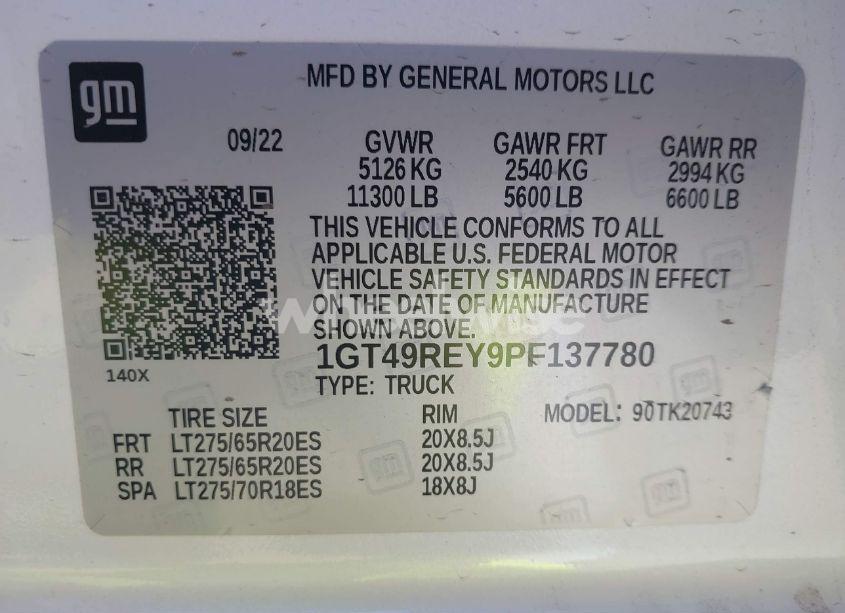 gm
MFD BY GENERAL MOTORS LLC
09/22 GVWR GAWR FRT GAWR RR
5126 KG 2540 KG 2994 KG
11300 LB 5600 LB 6600 LB
THIS VEHICLE CONFORMS TO ALL
APPLICABLE U.S. FEDERAL MOTOR
VEHICLE SAFETY STANDARDS IN EFFECT
ON THE DATE OF MANUFACTURE
SHOWN ABOVE.
1GT49REY9PF137780
140X
TYPE: TRUCK
TIRE SIZE RIM MODEL: 90TK20743
FRT LT275/65R20ES 20X8.5J
RR LT275/65R20ES 20X8.5J
SPA LT275/70R18ES 18X8J